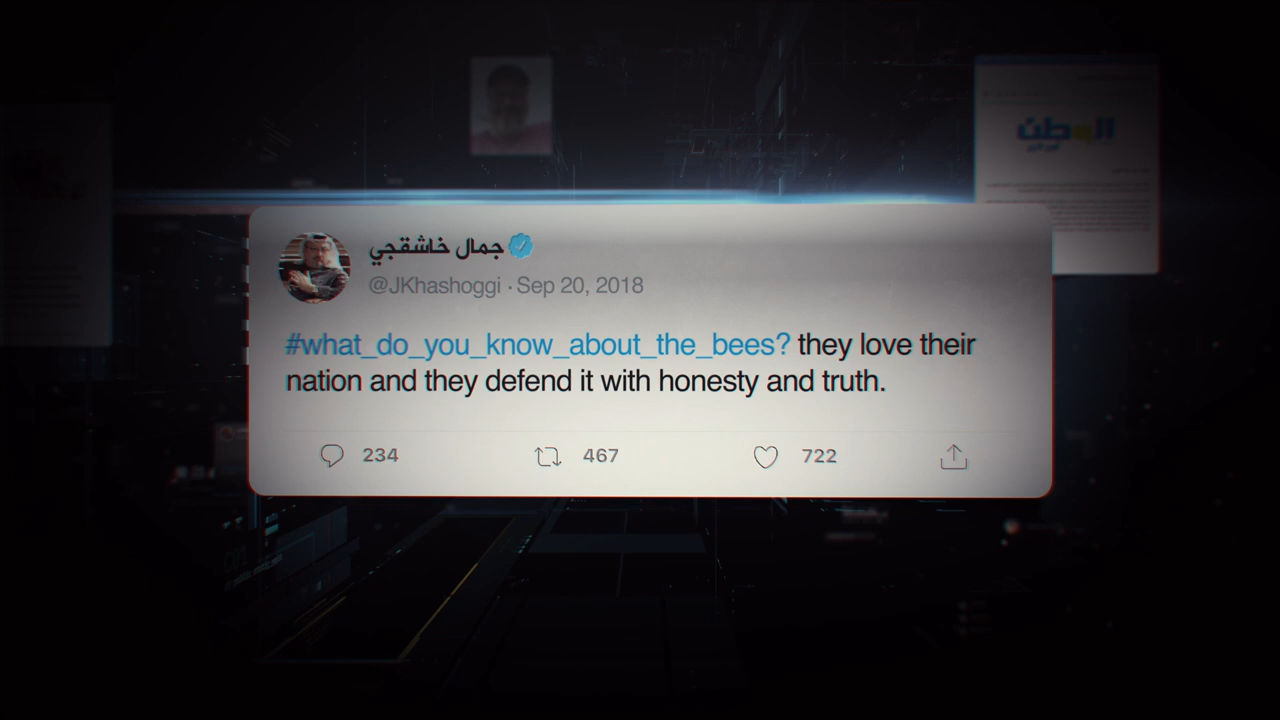 الوطن
جمال خاشقجي
@JKhashoggi · Sep 20, 2018
#what_do_you_know_about_the_bees? they love their
nation and they defend it with honesty and truth.
234 467 722